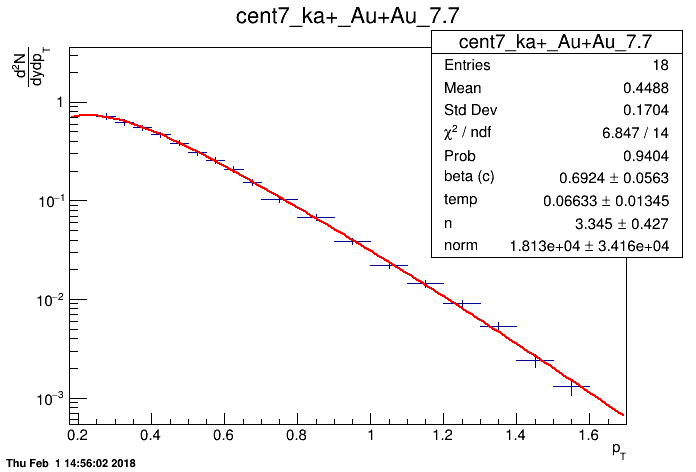 cent7_ka+_Au+Au_7.7
d²N
dydp_T
cent7_ka+_Au+Au_7.7
Entries 18
Mean 0.4488
Std Dev 0.1704
χ² / ndf 6.847 / 14
Prob 0.9404
beta (c) 0.6924 ± 0.0563
temp 0.06633 ± 0.01345
n 3.345 ± 0.427
norm 1.813e+04 ± 3.416e+04
1
10⁻¹
10⁻²
10⁻³
0.2 0.4 0.6 0.8 1 1.2 1.4 1.6
p_T
Thu Feb 1 14:56:02 2018